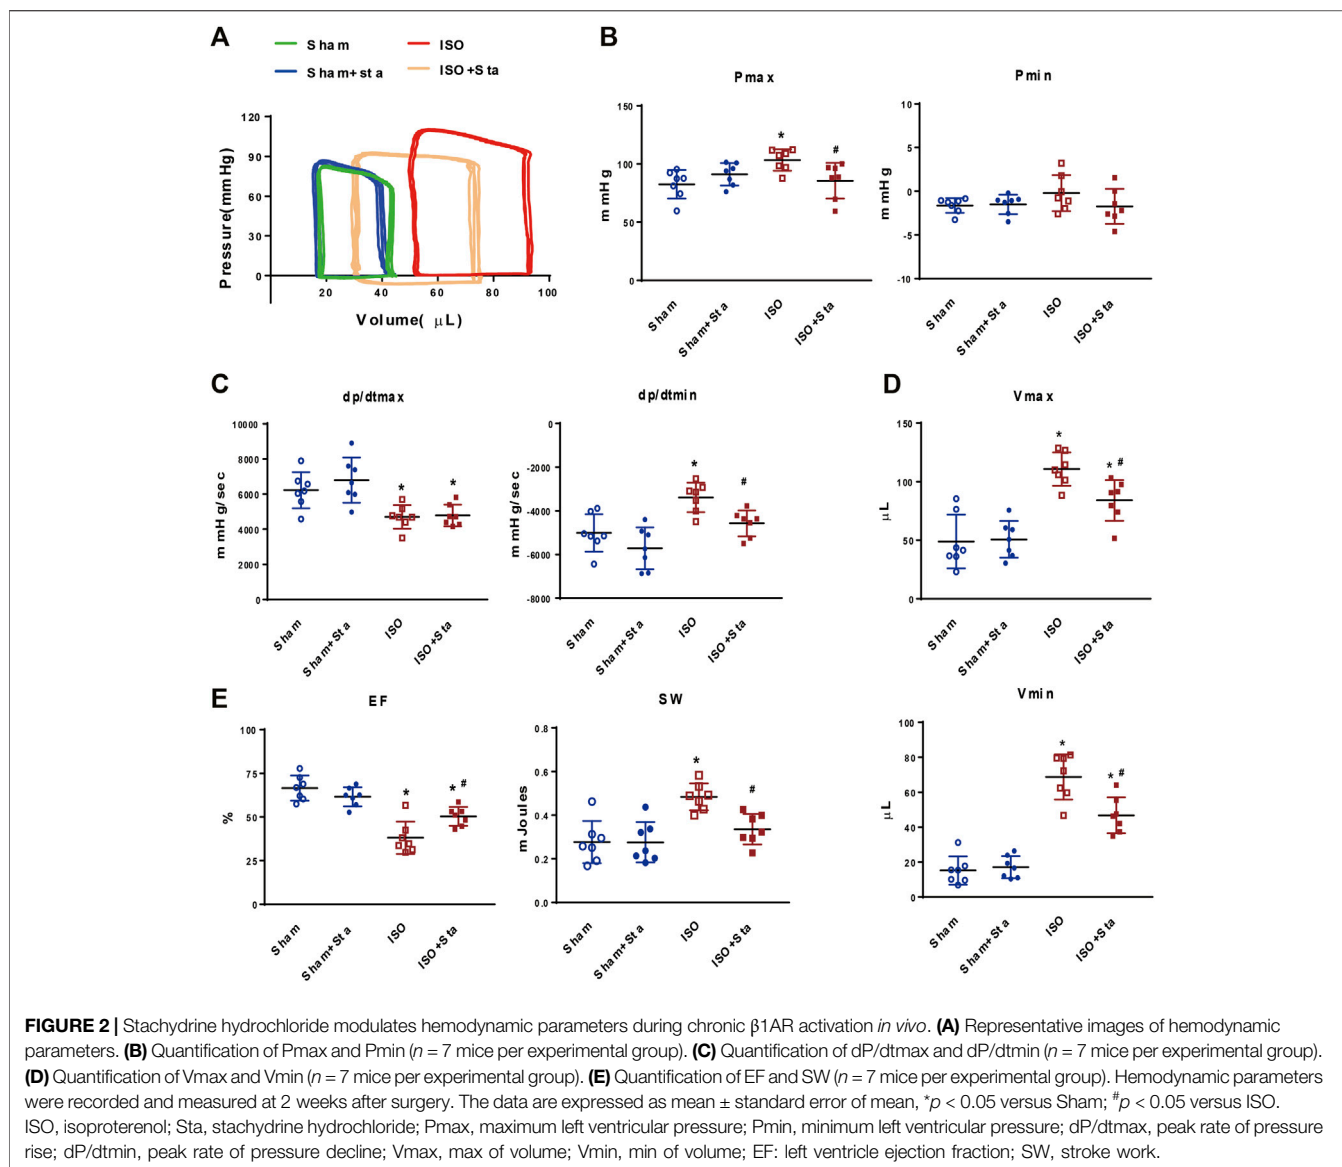 A
Sham
ISO
Sham+sta
ISO+Sta
120
90
60
30
0
Pressure(mmHg)
20
40
60
80
100
Volume( μL)
B
Pmax
150
100
50
0
mmHg
*
#
Sham
Sham+Sta
ISO
ISO+Sta
Pmin
10
5
0
-5
-10
mmHg
Sham
Sham+Sta
ISO
ISO+Sta
C
dp/dtmax
10000
8000
6000
4000
2000
0
mmHg/sec
*
*
Sham
Sham+Sta
ISO
ISO+Sta
dp/dtmin
0
-2000
-4000
-6000
-8000
mmHg/sec
*
#
Sham
Sham+Sta
ISO
ISO+Sta
D
Vmax
150
100
50
0
μL
*
* #
Sham
Sham+Sta
ISO
ISO+Sta
E
EF
100
75
50
25
0
%
*
* #
Sham
Sham+Sta
ISO
ISO+Sta
SW
0.8
0.6
0.4
0.2
0.0
mJoules
*
#
Sham
Sham+Sta
ISO
ISO+Sta
Vmin
100
80
60
40
20
0
μL
*
* #
Sham
Sham+Sta
ISO
ISO+Sta
FIGURE 2 | Stachydrine hydrochloride modulates hemodynamic parameters during chronic β1AR activation in vivo. (A) Representative images of hemodynamic
parameters. (B) Quantification of Pmax and Pmin (n = 7 mice per experimental group). (C) Quantification of dP/dtmax and dP/dtmin (n = 7 mice per experimental group).
(D) Quantification of Vmax and Vmin (n = 7 mice per experimental group). (E) Quantification of EF and SW (n = 7 mice per experimental group). Hemodynamic parameters
were recorded and measured at 2 weeks after surgery. The data are expressed as mean ± standard error of mean, *p < 0.05 versus Sham; #p < 0.05 versus ISO.
ISO, isoproterenol; Sta, stachydrine hydrochloride; Pmax, maximum left ventricular pressure; Pmin, minimum left ventricular pressure; dP/dtmax, peak rate of pressure
rise; dP/dtmin, peak rate of pressure decline; Vmax, max of volume; Vmin, min of volume; EF: left ventricle ejection fraction; SW, stroke work.